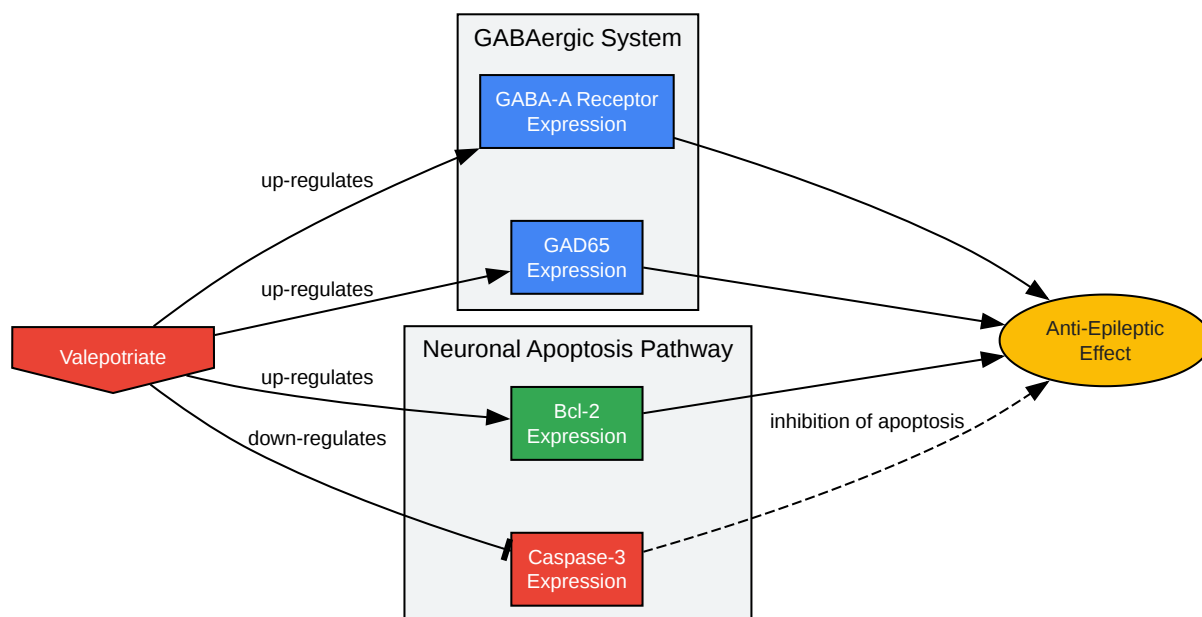 GABAergic System
GABA-A Receptor
Expression
up-regulates
GAD65
Expression
up-regulates
Valepotriate
Anti-Epileptic
Effect
Neuronal Apoptosis Pathway
up-regulates
Bcl-2
Expression
inhibition of apoptosis
down-regulates
Caspase-3
Expression